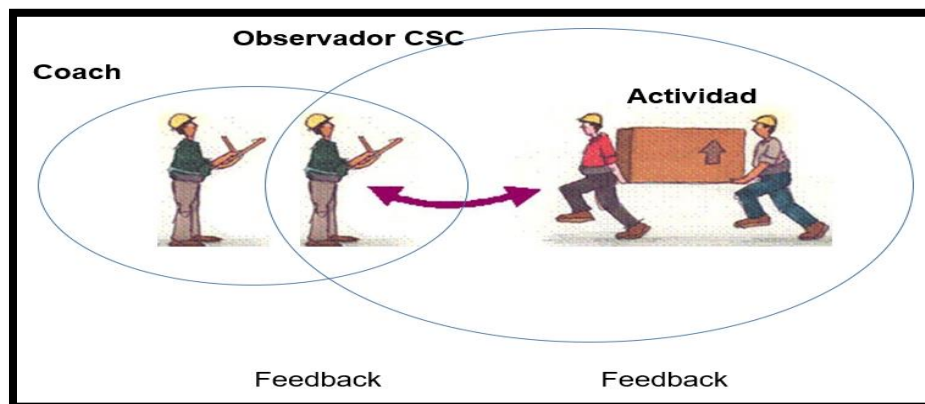 Observador CSC
Coach
Actividad
Feedback
Feedback